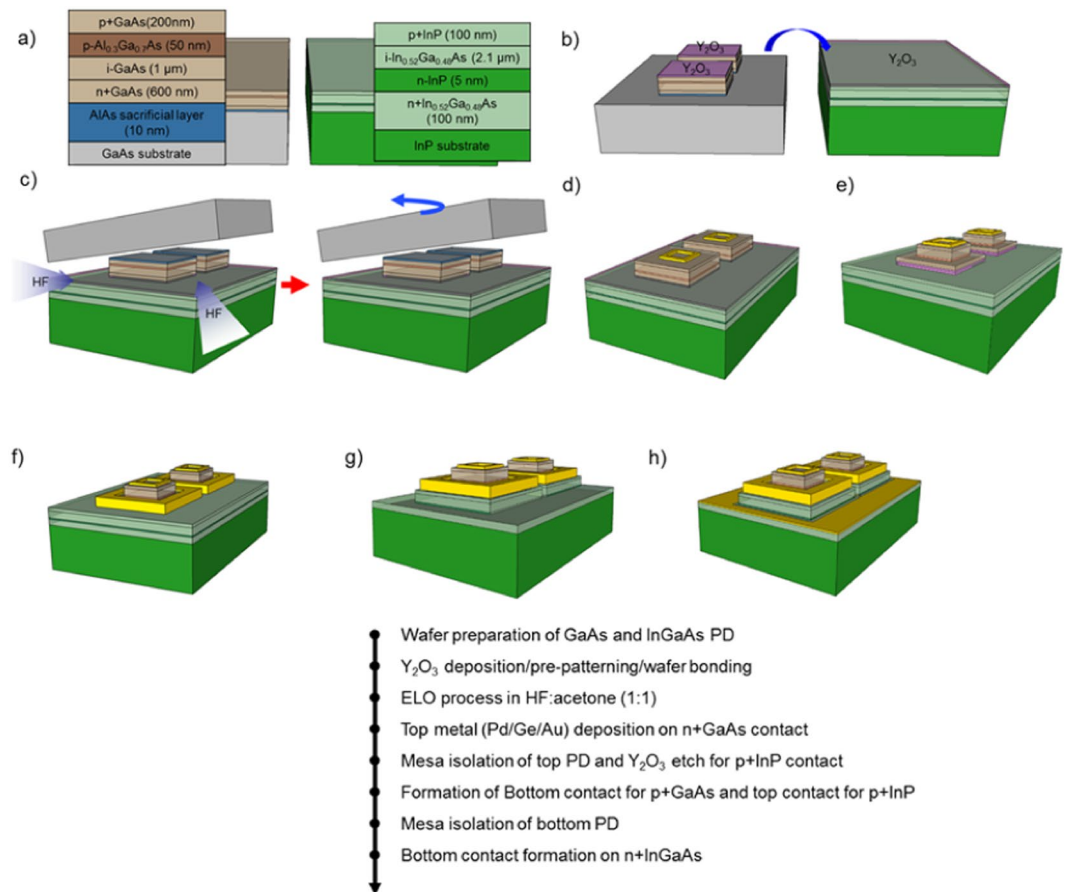 a)
p+GaAs(200nm)
p-Al0.3Ga0.7As (50 nm)
i-GaAs (1 μm)
n+GaAs (600 nm)
AlAs sacrificial layer
(10 nm)
GaAs substrate
p+InP (100 nm)
i-In0.52Ga0.48As (2.1 μm)
n-InP (5 nm)
n+In0.52Ga0.48As
(100 nm)
InP substrate
b)
Y2O3
Y2O3
Y2O3
c)
HF
HF
d)
e)
f)
g)
h)
Wafer preparation of GaAs and InGaAs PD
Y2O3 deposition/pre-patterning/wafer bonding
ELO process in HF:acetone (1:1)
Top metal (Pd/Ge/Au) deposition on n+GaAs contact
Mesa isolation of top PD and Y2O3 etch for p+InP contact
Formation of Bottom contact for p+GaAs and top contact for p+InP
Mesa isolation of bottom PD
Bottom contact formation on n+InGaAs